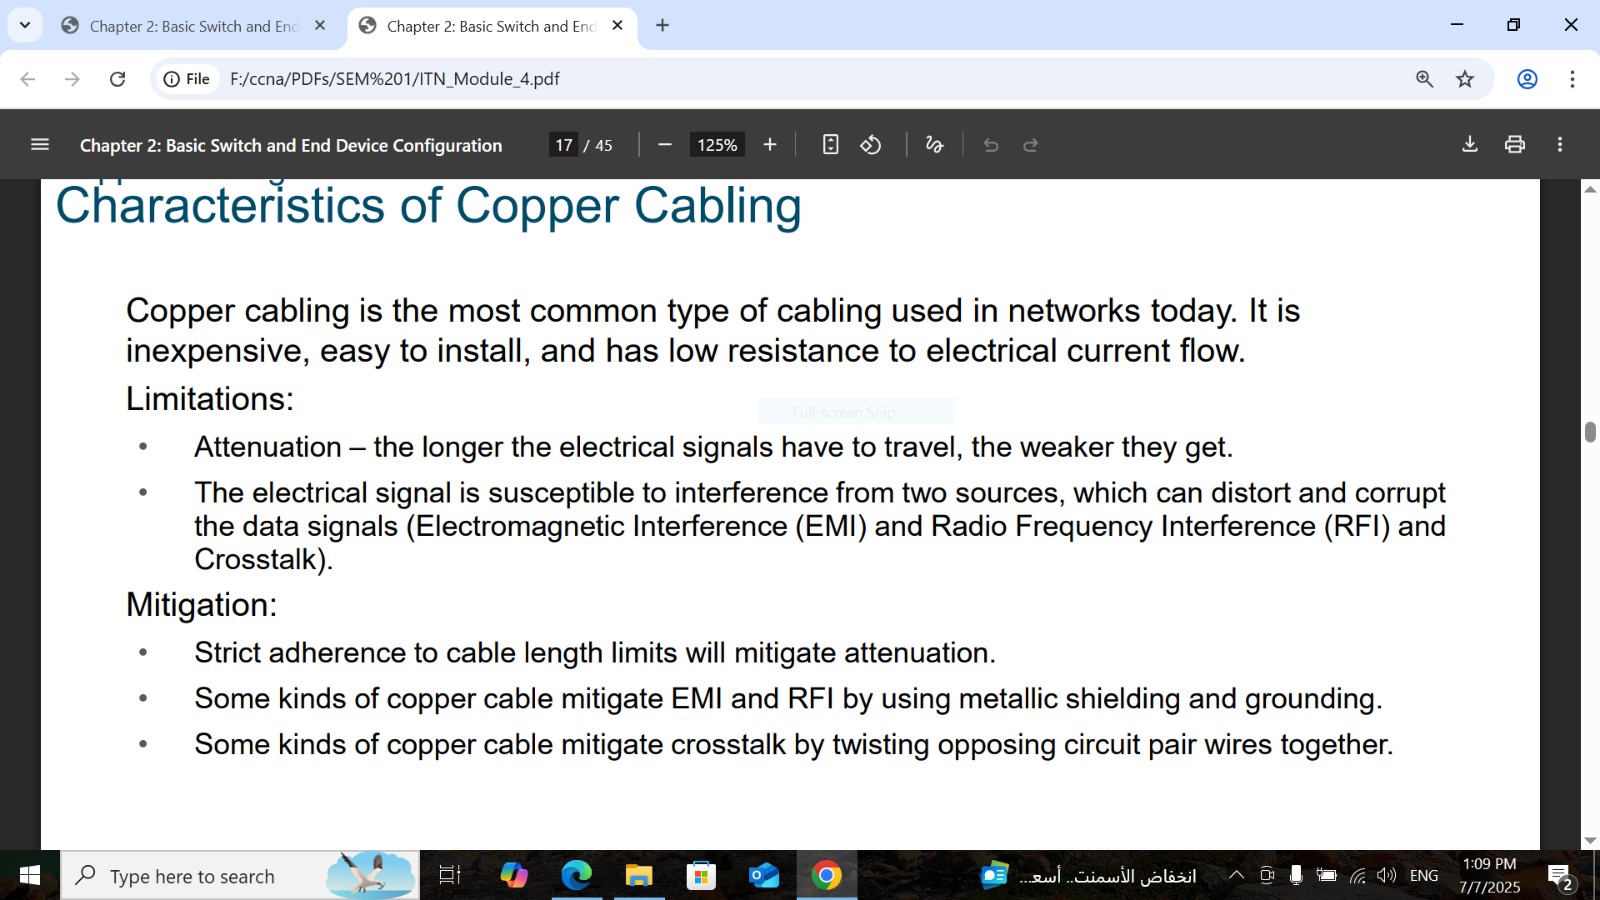 Chapter 2: Basic Switch and End
Chapter 2: Basic Switch and End
File
F:/ccna/PDFs/SEM%201/ITN_Module_4.pdf
Chapter 2: Basic Switch and End Device Configuration
17 / 45
125%
Characteristics of Copper Cabling
Copper cabling is the most common type of cabling used in networks today. It is
inexpensive, easy to install, and has low resistance to electrical current flow.
Limitations:
Full-screen Snip
• Attenuation – the longer the electrical signals have to travel, the weaker they get.
• The electrical signal is susceptible to interference from two sources, which can distort and corrupt
the data signals (Electromagnetic Interference (EMI) and Radio Frequency Interference (RFI) and
Crosstalk).
Mitigation:
• Strict adherence to cable length limits will mitigate attenuation.
• Some kinds of copper cable mitigate EMI and RFI by using metallic shielding and grounding.
• Some kinds of copper cable mitigate crosstalk by twisting opposing circuit pair wires together.
Type here to search
انخفاض الأسمنت.. أسعـ...
ENG
1:09 PM
7/7/2025
2